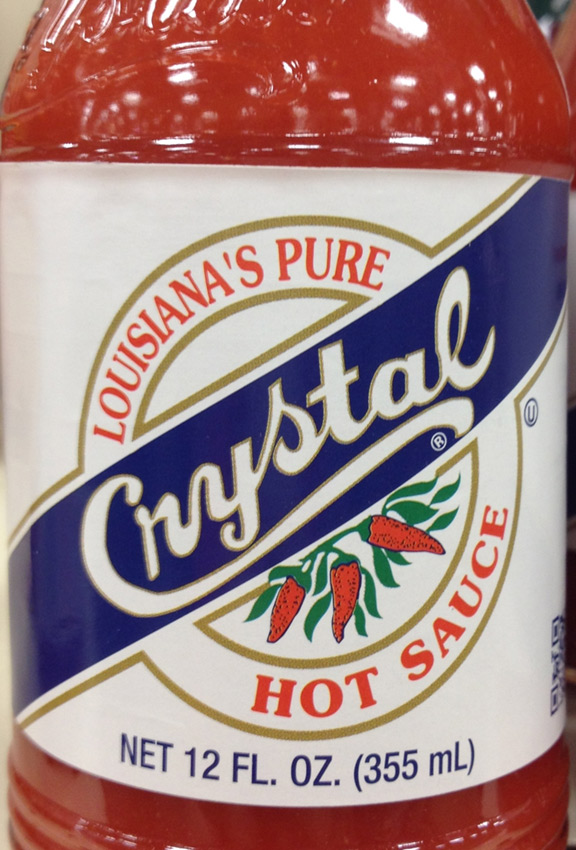 LOUISIANA'S PURE
Crystal ®
Ⓤ
HOT SAUCE
NET 12 FL. OZ. (355 mL)